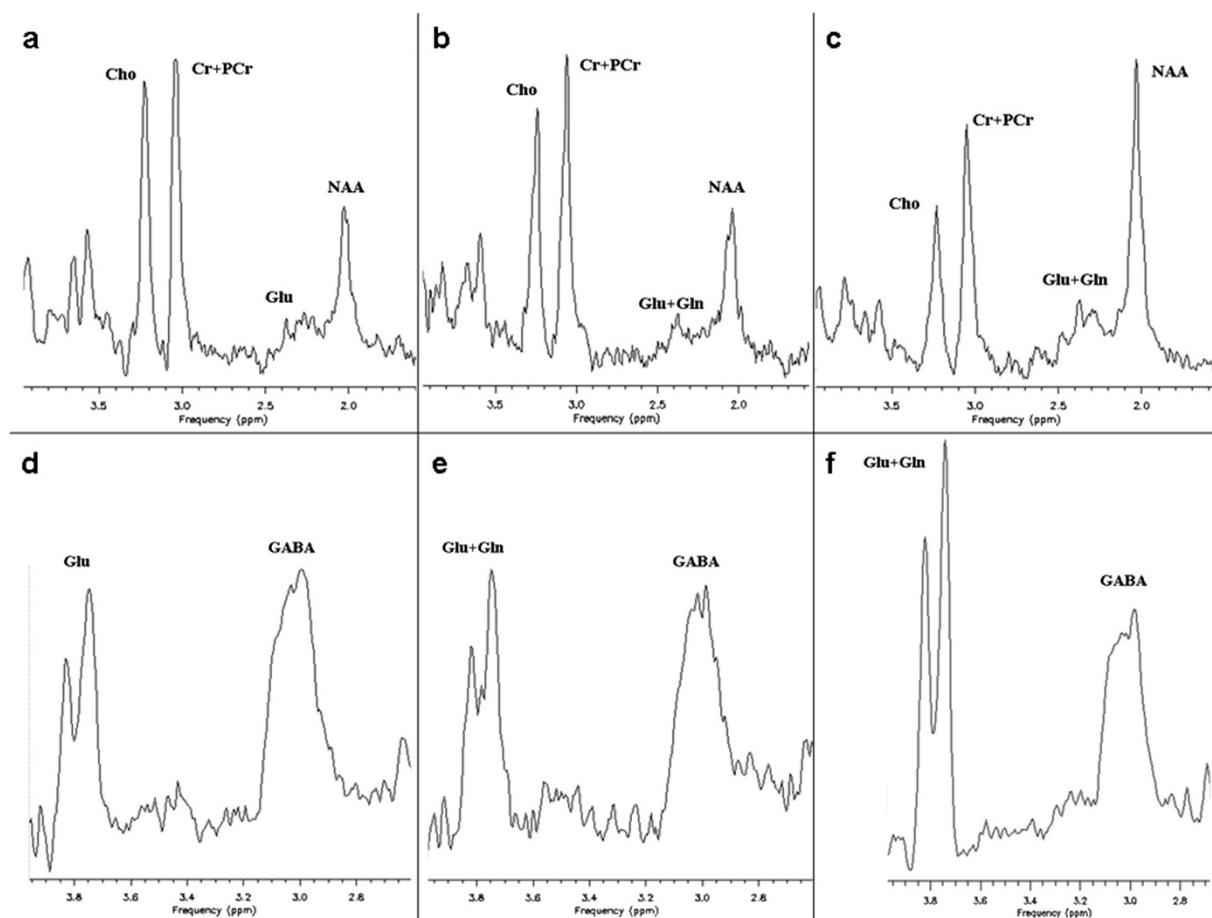 a
Cho
Cr+PCr
Glu
NAA
3.5 3.0 2.5 2.0
Frequency (ppm)
b
Cho
Cr+PCr
Glu+Gln
NAA
3.5 3.0 2.5 2.0
Frequency (ppm)
c
Cho
Cr+PCr
Glu+Gln
NAA
3.5 3.0 2.5 2.0
Frequency (ppm)
d
Glu
GABA
3.8 3.6 3.4 3.2 3.0 2.8
Frequency (ppm)
e
Glu+Gln
GABA
3.8 3.6 3.4 3.2 3.0 2.8
Frequency (ppm)
f
Glu+Gln
GABA
3.8 3.6 3.4 3.2 3.0 2.8
Frequency (ppm)